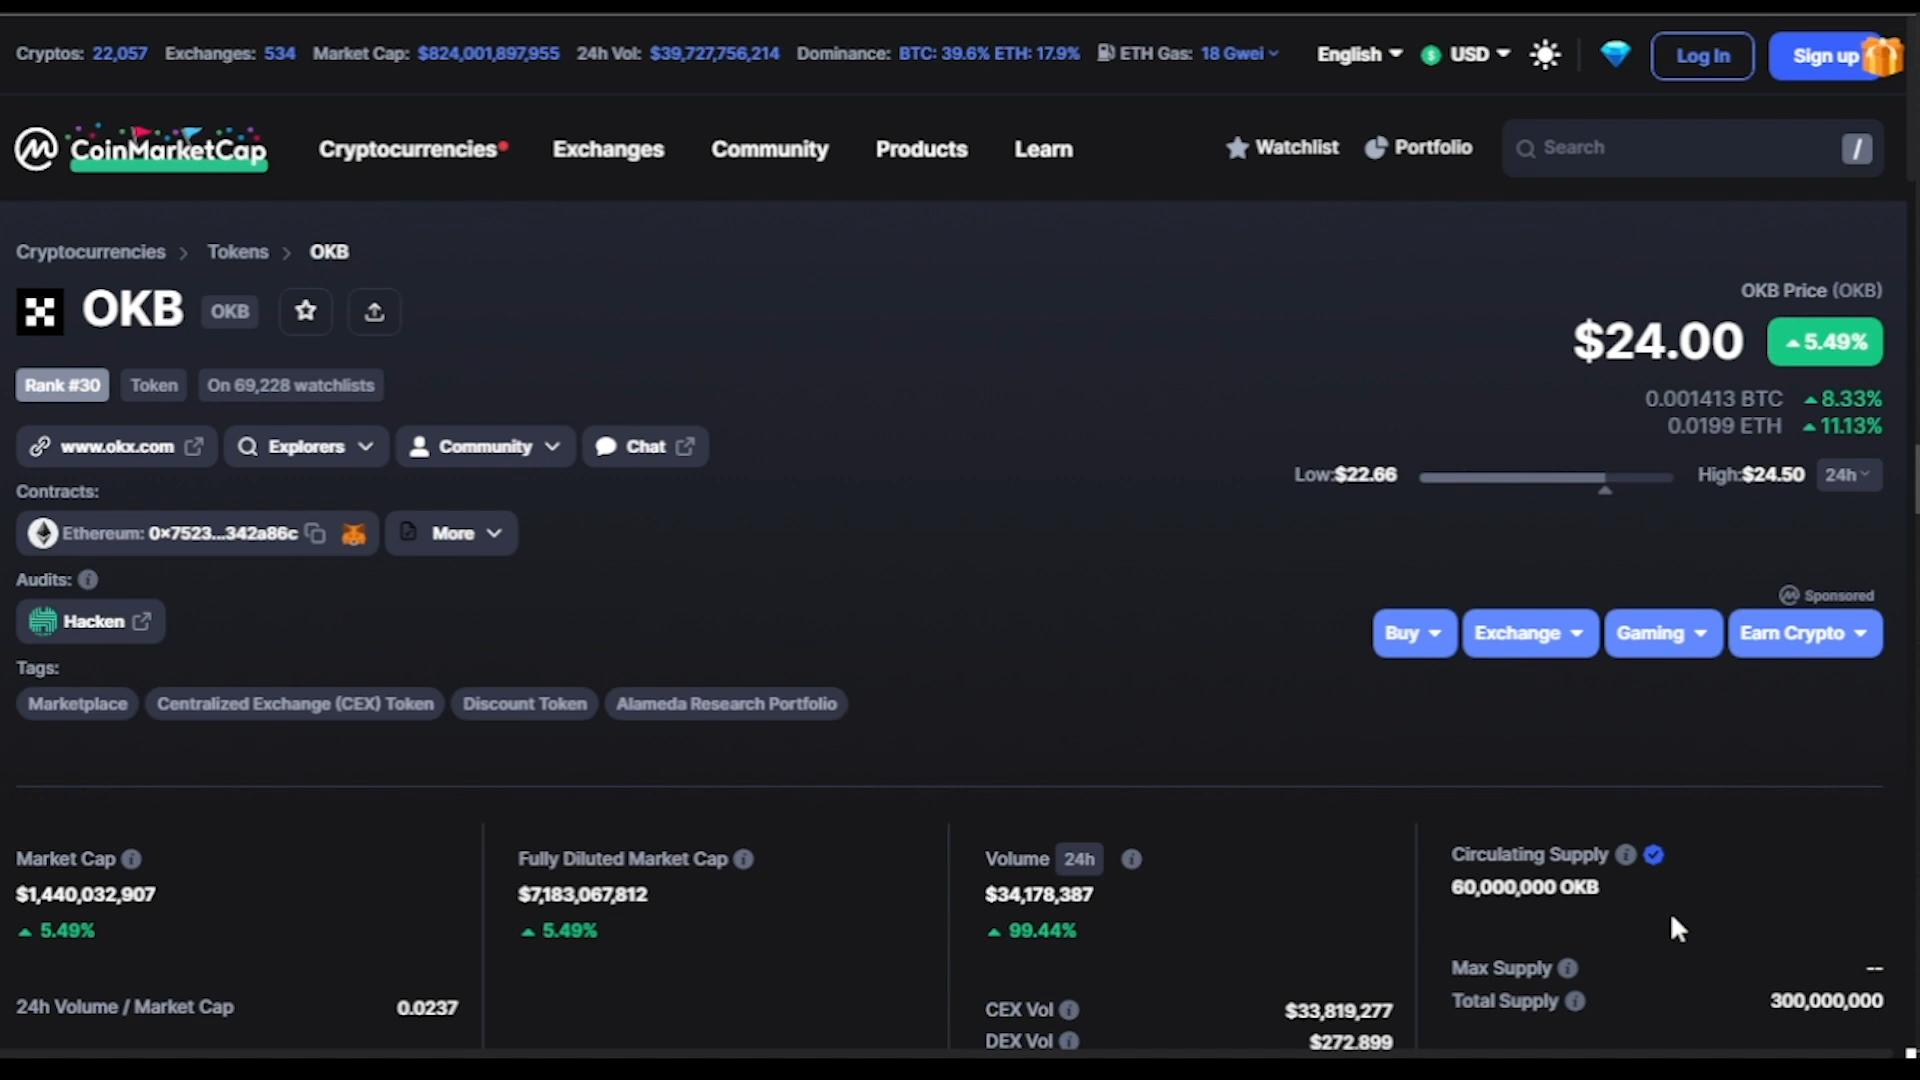 Cryptos: 22,057 Exchanges: 534 Market Cap: $824,001,897,955 24h Vol: $39,727,756,214 Dominance: BTC: 39.6% ETH: 17.9% ETH Gas: 18 Gwei English USD Log In Sign up
CoinMarketCap Cryptocurrencies Exchanges Community Products Learn Watchlist Portfolio Search /
Cryptocurrencies > Tokens > OKB
OKB OKB
OKB Price (OKB)
$24.00 5.49%
Rank #30 Token On 69,228 watchlists
0.001413 BTC 8.33%
0.0199 ETH 11.13%
www.okx.com Explorers Community Chat
Low:$22.66 High:$24.50 24h
Contracts:
Ethereum: 0x7523...342a86c More
Audits:
Sponsored
Hacken
Buy Exchange Gaming Earn Crypto
Tags:
Marketplace Centralized Exchange (CEX) Token Discount Token Alameda Research Portfolio
Market Cap
$1,440,032,907
5.49%
24h Volume / Market Cap 0.0237
Fully Diluted Market Cap
$7,183,067,812
5.49%
Volume 24h
$34,178,387
99.44%
CEX Vol $33,819,277
DEX Vol $272,899
Circulating Supply
60,000,000 OKB
Max Supply --
Total Supply 300,000,000